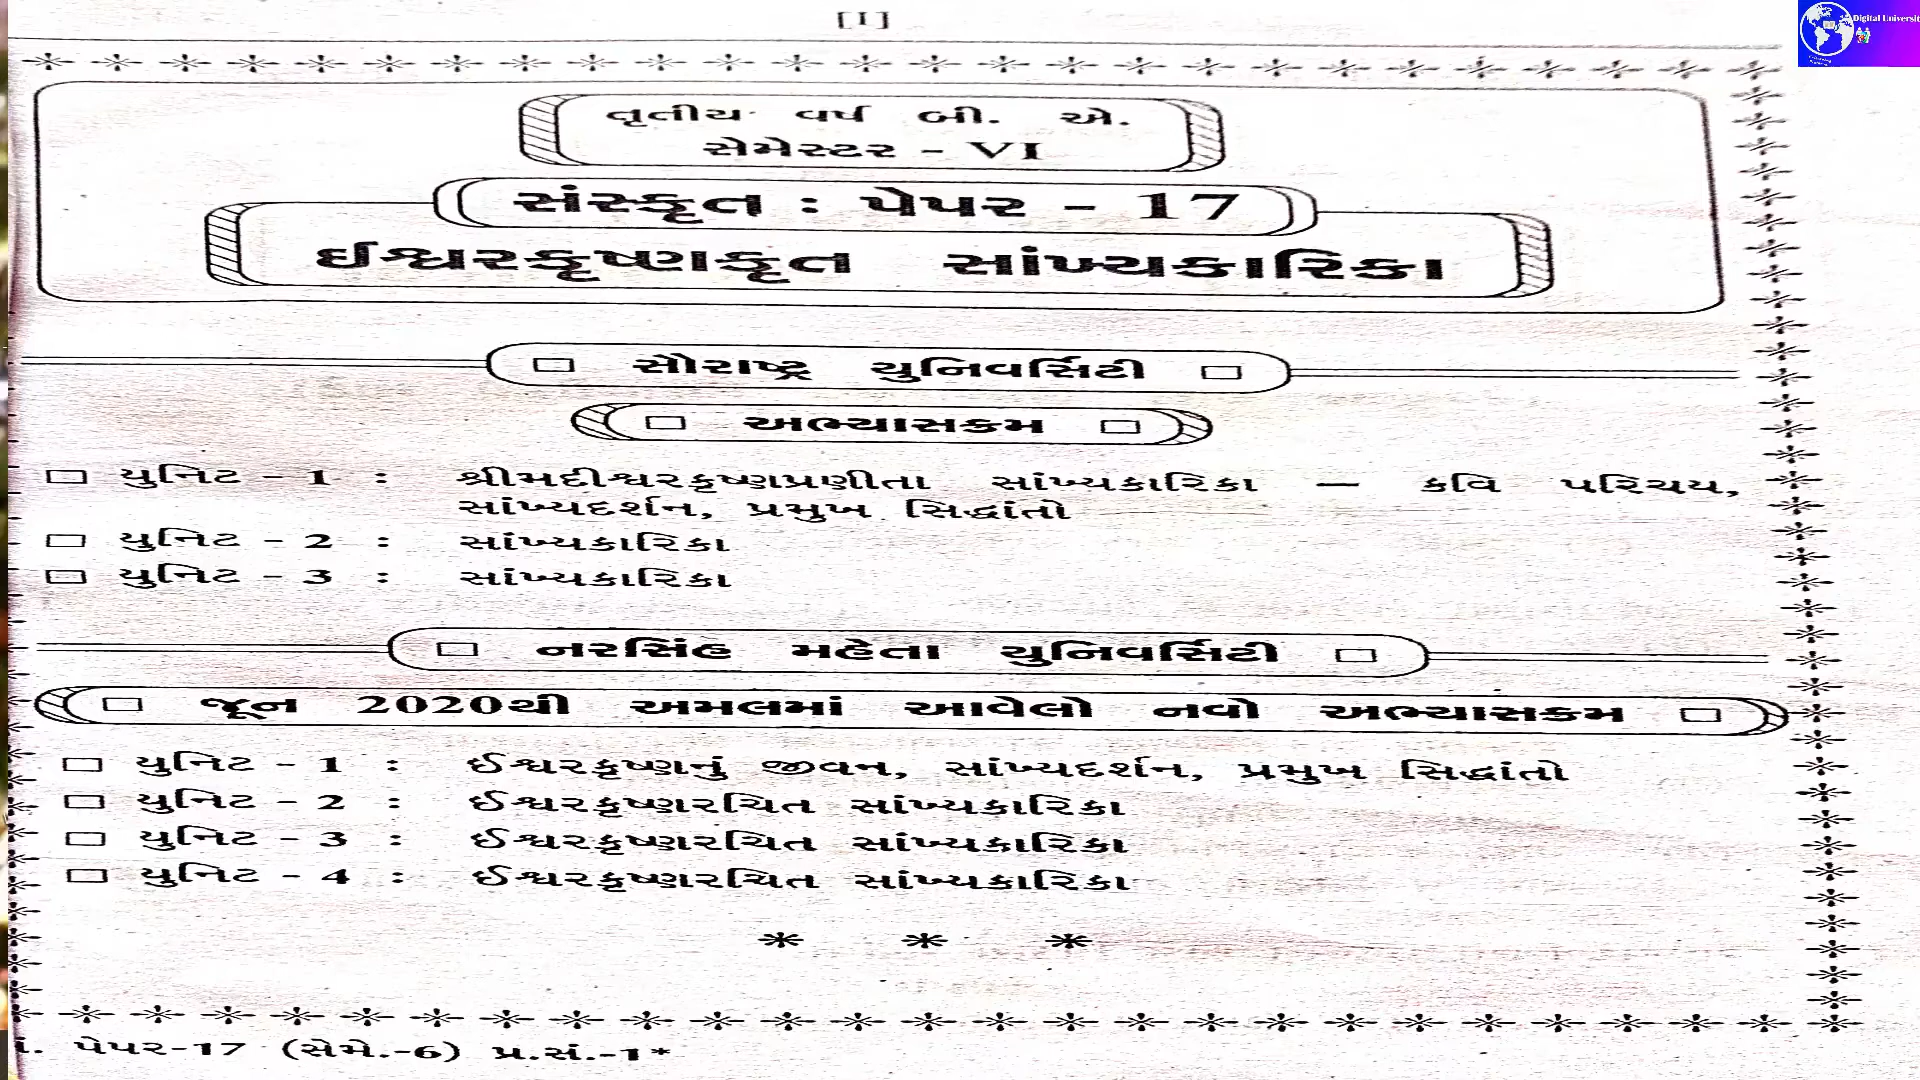 [I]
Digital Universit
તૃતીય વર્ષ બી. એ.
સેમેસ્ટર - VI
સંસ્કૃત : પેપર - 17
ઈશ્વરકૃષ્ણકૃત સાંખ્યકારિકા
□ સૌરાષ્ટ્ર યુનિવર્સિટી □
□ અભ્યાસક્રમ □
□ યુનિટ - 1 : શ્રીમદીશ્વરકૃષ્ણપ્રણીતા સાંખ્યકારિકા – કવિ પરિચય,
સાંખ્યદર્શન, પ્રમુખ સિદ્ધાંતો
□ યુનિટ - 2 : સાંખ્યકારિકા
□ યુનિટ - 3 : સાંખ્યકારિકા
□ નરસિંહ મહેતા યુનિવર્સિટી □
□ જૂન 2020થી અમલમાં આવેલો નવો અભ્યાસક્રમ □
□ યુનિટ - 1 : ઈશ્વરકૃષ્ણનું જીવન, સાંખ્યદર્શન, પ્રમુખ સિદ્ધાંતો
□ યુનિટ - 2 : ઈશ્વરકૃષ્ણરચિત સાંખ્યકારિકા
□ યુનિટ - 3 : ઈશ્વરકૃષ્ણરચિત સાંખ્યકારિકા
□ યુનિટ - 4 : ઈશ્વરકૃષ્ણરચિત સાંખ્યકારિકા
* * *
પેપર-17 (સેમે.-6) પ્ર.સં.-1*